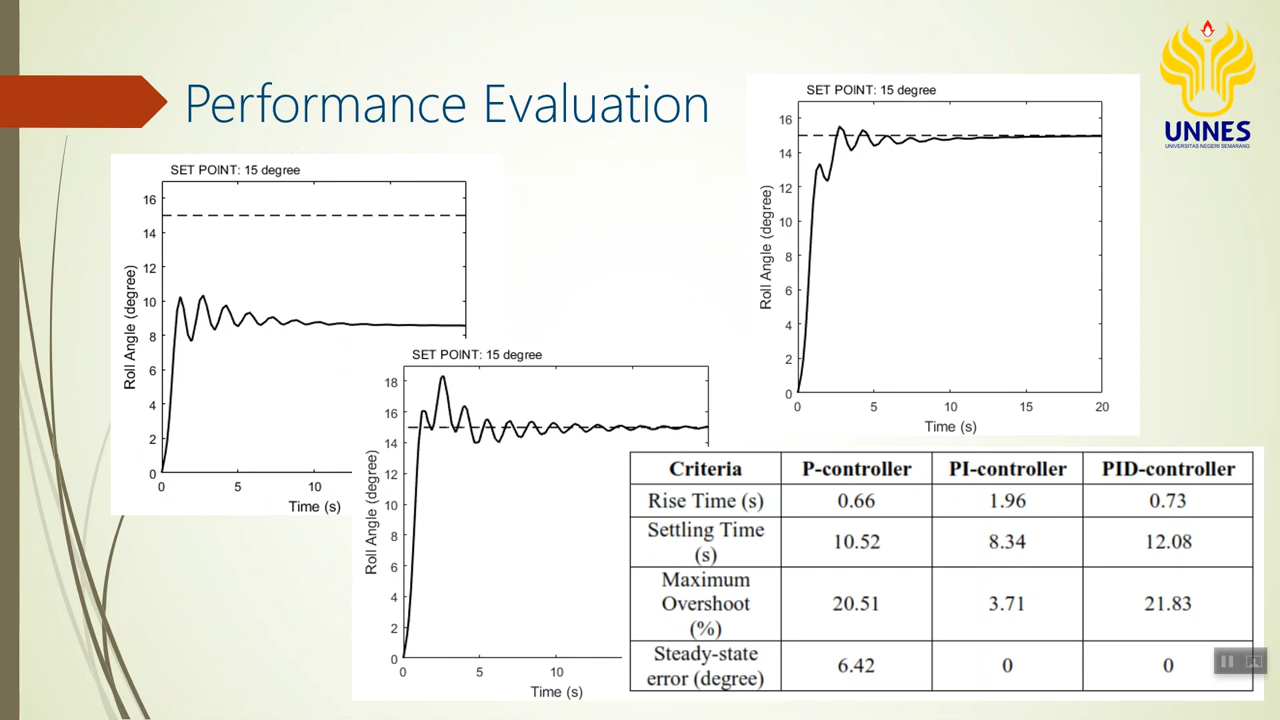 Performance Evaluation
UNNES
UNIVERSITAS NEGERI SEMARANG
SET POINT: 15 degree
Roll Angle (degree)
16
14
12
10
8
6
4
2
0
0 5 10
Time (s)
SET POINT: 15 degree
Roll Angle (degree)
18
16
14
12
10
8
6
4
2
0
0 5 10
Time (s)
SET POINT: 15 degree
Roll Angle (degree)
16
14
12
10
8
6
4
2
0
0 5 10 15 20
Time (s)
Criteria P-controller PI-controller PID-controller
Rise Time (s) 0.66 1.96 0.73
Settling Time
(s) 10.52 8.34 12.08
Maximum
Overshoot 20.51 3.71 21.83
(%)
Steady-state
error (degree) 6.42 0 0